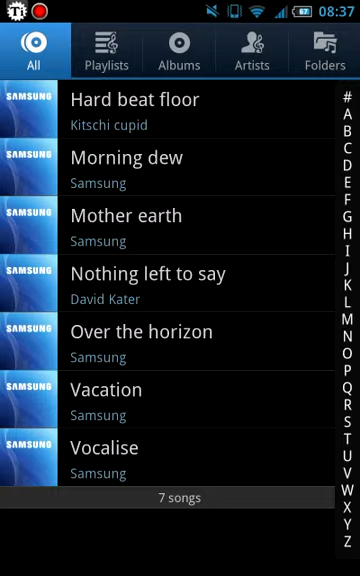 Ti
67
08:37
All
Playlists
Albums
Artists
Folders
SAMSUNG
Hard beat floor
Kitschi cupid
SAMSUNG
Morning dew
Samsung
SAMSUNG
Mother earth
Samsung
SAMSUNG
Nothing left to say
David Kater
SAMSUNG
Over the horizon
Samsung
SAMSUNG
Vacation
Samsung
SAMSUNG
Vocalise
Samsung
7 songs
#
A
B
C
D
E
F
G
H
I
J
K
L
M
N
O
P
Q
R
S
T
U
V
W
X
Y
Z